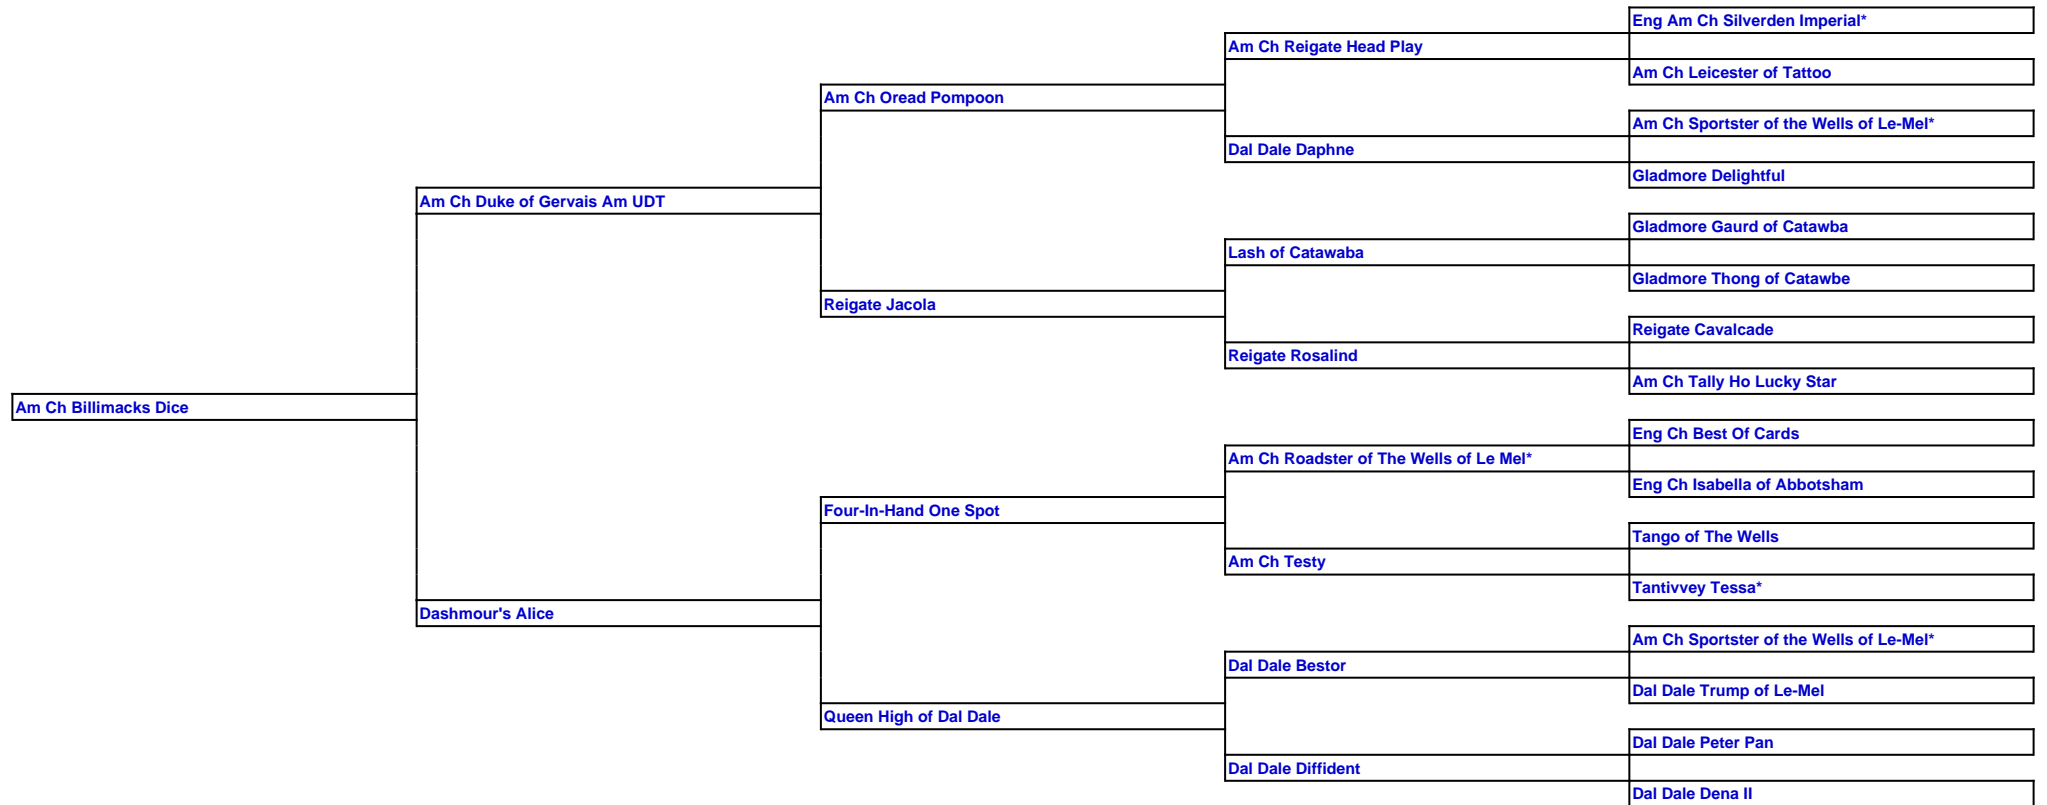 Eng Am Ch Silverden Imperial*
Am Ch Reigate Head Play
Am Ch Leicester of Tattoo
Am Ch Oread Pompoon
Am Ch Sportster of the Wells of Le-Mel*
Dal Dale Daphne
Gladmore Delightful
Am Ch Duke of Gervais Am UDT
Gladmore Gaurd of Catawba
Lash of Catawaba
Gladmore Thong of Catawbe
Reigate Jacola
Reigate Cavalcade
Reigate Rosalind
Am Ch Tally Ho Lucky Star
Am Ch Billimacks Dice
Eng Ch Best Of Cards
Am Ch Roadster of The Wells of Le Mel*
Eng Ch Isabella of Abbotsham
Four-In-Hand One Spot
Tango of The Wells
Am Ch Testy
Tantivvey Tessa*
Dashmour's Alice
Am Ch Sportster of the Wells of Le-Mel*
Dal Dale Bestor
Dal Dale Trump of Le-Mel
Queen High of Dal Dale
Dal Dale Peter Pan
Dal Dale Diffident
Dal Dale Dena II